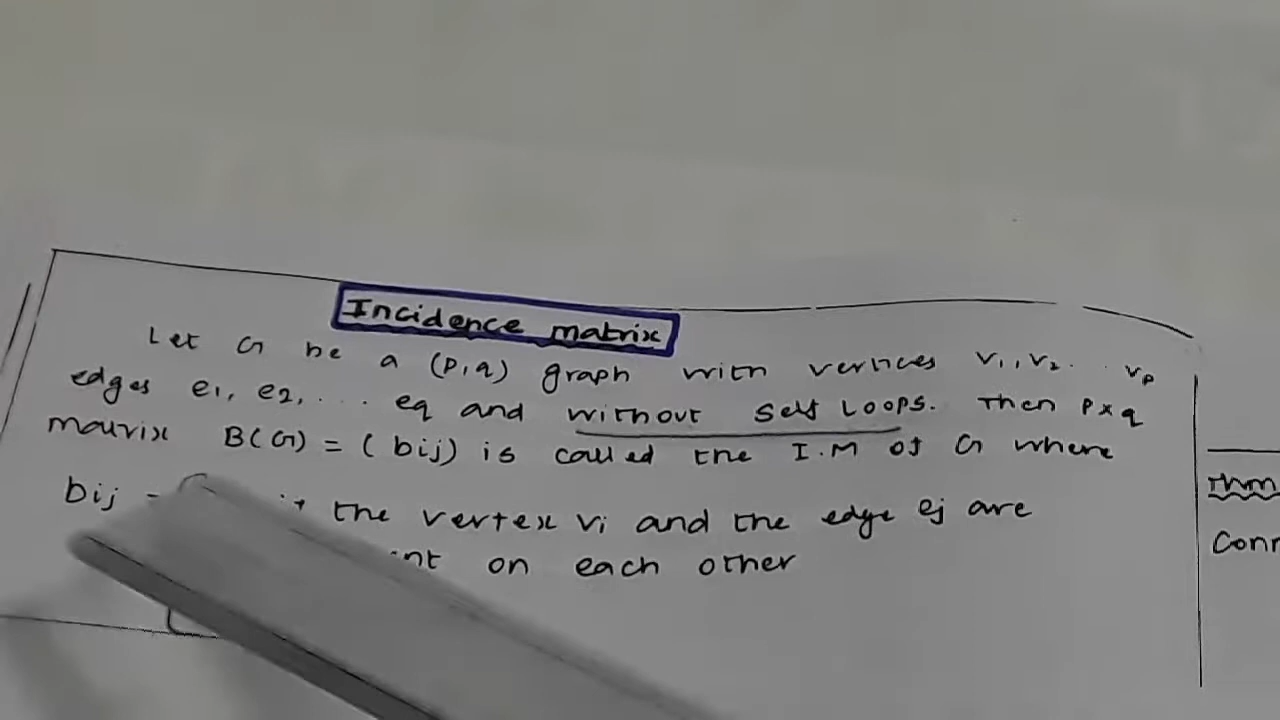 Incidence matrix
Let G be a (p,q) graph with vertices v1, v2... vp
edges e1, e2,... eq and without self loops. Then p×q
matrix B(G) = (bij) is called the I.M of G where
bij = the vertex vi and the edge ej are
on each other
Thm